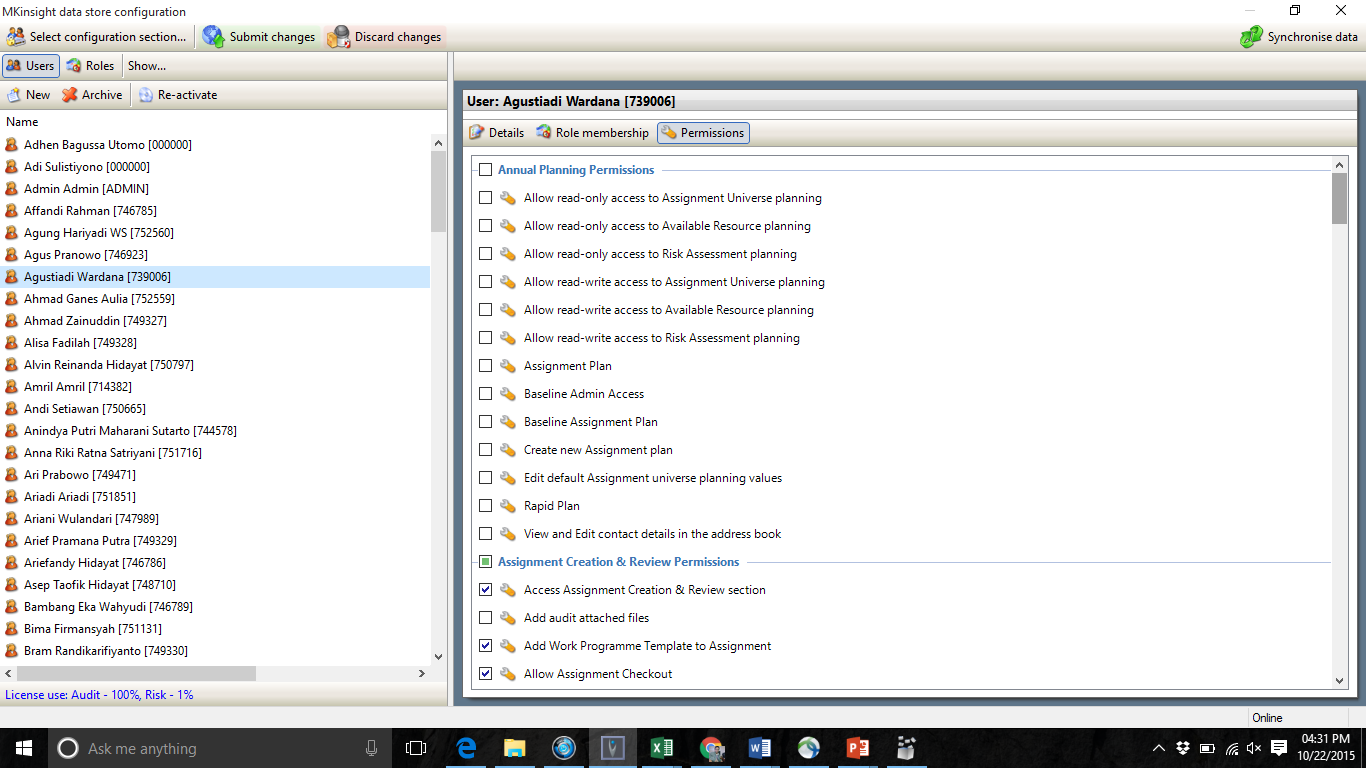 MKinsight data store configuration
Select configuration section... Submit changes Discard changes Synchronise data
Users Roles Show...
New Archive Re-activate
Name
Adhen Bagussa Utomo [000000]
Adi Sulistiyono [000000]
Admin Admin [ADMIN]
Affandi Rahman [746785]
Agung Hariyadi WS [752560]
Agus Pranowo [746923]
Agustiadi Wardana [739006]
Ahmad Ganes Aulia [752559]
Ahmad Zainuddin [749327]
Alisa Fadilah [749328]
Alvin Reinanda Hidayat [750797]
Amril Amril [714382]
Andi Setiawan [750665]
Anindya Putri Maharani Sutarto [744578]
Anna Riki Ratna Satriyani [751716]
Ari Prabowo [749471]
Ariadi Ariadi [751851]
Ariani Wulandari [747989]
Arief Pramana Putra [749329]
Ariefandy Hidayat [746786]
Asep Taofik Hidayat [748710]
Bambang Eka Wahyudi [746789]
Bima Firmansyah [751131]
Bram Randikarifiyanto [749330]
License use: Audit - 100%, Risk - 1%
User: Agustiadi Wardana [739006]
Details Role membership Permissions
Annual Planning Permissions
Allow read-only access to Assignment Universe planning
Allow read-only access to Available Resource planning
Allow read-only access to Risk Assessment planning
Allow read-write access to Assignment Universe planning
Allow read-write access to Available Resource planning
Allow read-write access to Risk Assessment planning
Assignment Plan
Baseline Admin Access
Baseline Assignment Plan
Create new Assignment plan
Edit default Assignment universe planning values
Rapid Plan
View and Edit contact details in the address book
Assignment Creation & Review Permissions
Access Assignment Creation & Review section
Add audit attached files
Add Work Programme Template to Assignment
Allow Assignment Checkout
Online
Ask me anything
04:31 PM
10/22/2015